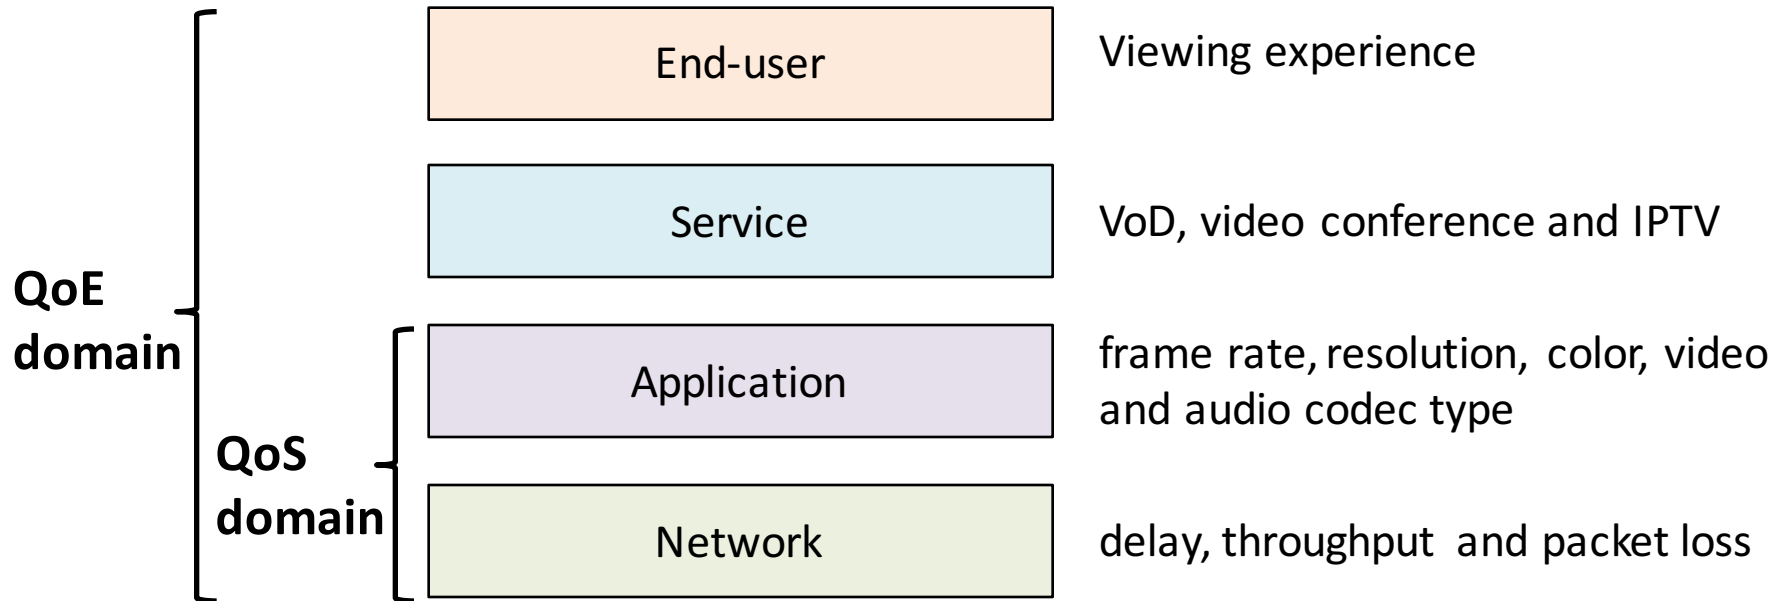 End-user
Viewing experience
Service
VoD, video conference and IPTV
QoE
domain
Application
frame rate, resolution, color, video
and audio codec type
QoS
domain
Network
delay, throughput and packet loss